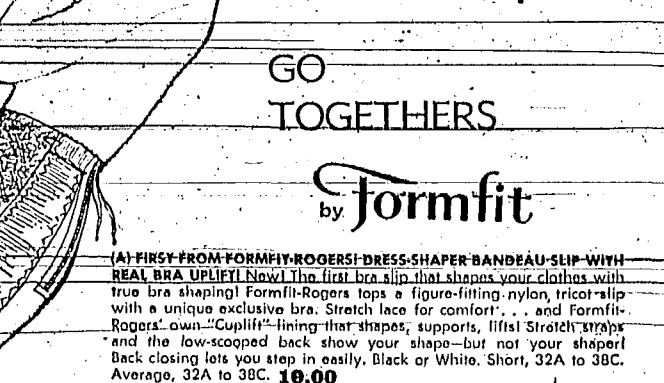 GO
TOGETHERS
by Formfit
(A) FIRST FROM FORMFIT-ROGERS! DRESS-SHAPER BANDEAU SLIP WITH
REAL BRA UPLIFT! Now! The first bra slip that shapes your clothes with
true bra shaping! Formfit-Rogers tops a figure-fitting nylon tricot slip
with a unique exclusive bra. Stretch lace for comfort . . . and Formfit-
Rogers' own "Cuplift" lining that shapes, supports, lifts! Stretch straps
and the low-scooped back show your shape—but not your shaper!
Back closing lets you step in easily. Black or White. Short, 32A to 38C.
Average, 32A to 38C. 10.00